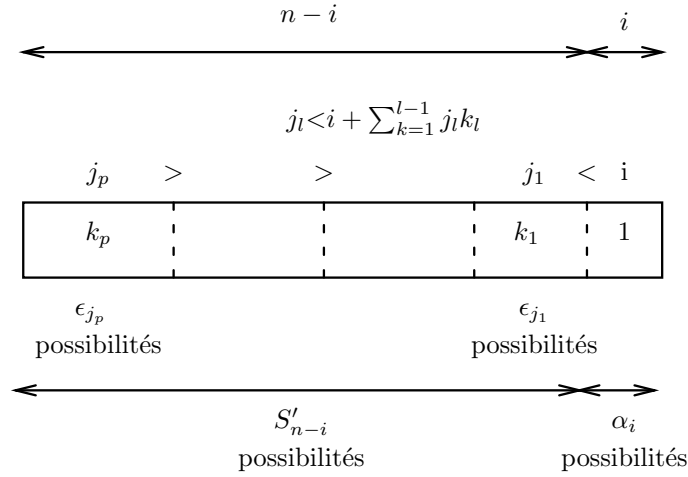 n − i i
j_l<i + ∑_{k=1}^{l−1} j_l k_l
j_p > > j_1 < i
k_p k_1 1
ϵ_{j_p} ϵ_{j_1}
possibilités possibilités
S′_{n−i} α_i
possibilités possibilités